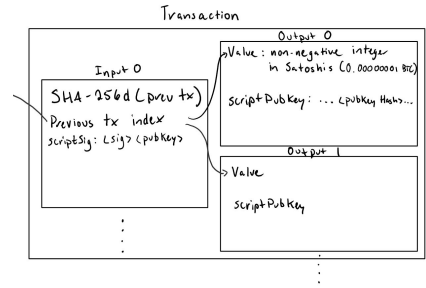 Transaction
Input 0
SHA-256d (prev tx)
Previous tx index
scriptSig: <sig> <pubKey>
Output 0
Value: non-negative integer
in Satoshis (0.00000001 BTC)
scriptPubKey: ... <pubKey Hash>...
Output 1
Value
scriptPubKey